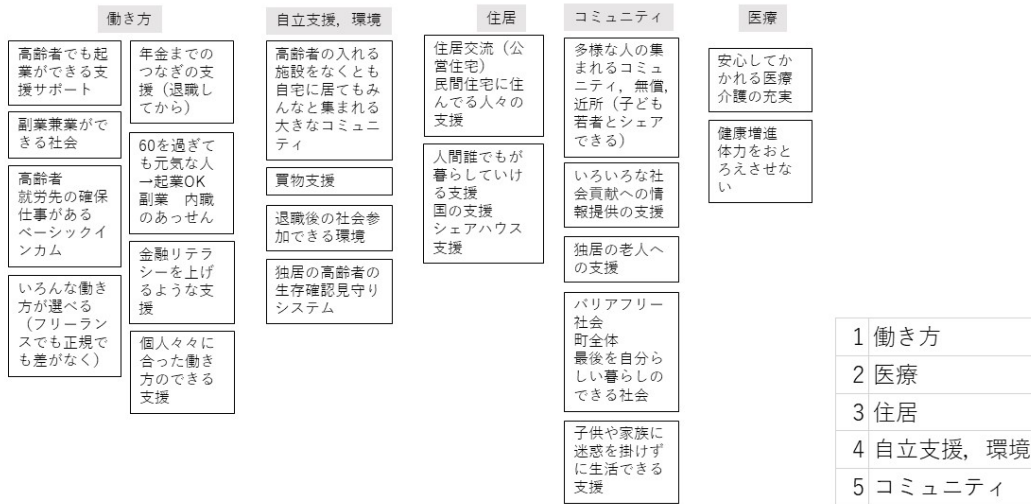 働き方
高齢者でも起
業ができる支
援サポート
副業兼業がで
きる社会
高齢者
就労先の確保
仕事がある
ベーシックイ
ンカム
いろんな働き
方が選べる
（フリーラン
スでも正規で
も差がなく）
年金までの
つなぎの支
援（退職し
てから）
60を過ぎて
も元気な人
→起業OK
副業　内職
のあっせん
金融リテラ
シーを上げ
るような支
援
個人々々に
合った働き
方のできる
支援
自立支援，環境
高齢者の入れる
施設をなくとも
自宅に居てもみ
んなと集まれる
大きなコミュニ
ティ
買物支援
退職後の社会参
加できる環境
独居の高齢者の
生存確認見守り
システム
住居
住居交流（公
営住宅）
民間住宅に住
んでる人々の
支援
人間誰でもが
暮らしていけ
る支援
国の支援
シェアハウス
支援
コミュニティ
多様な人の集
まれるコミュ
ニティ，無償，
近所（子ども
若者とシェア
できる）
いろいろな社
会貢献への情
報提供の支援
独居の老人へ
の支援
バリアフリー
社会
町全体
最後を自分ら
しい暮らしの
できる社会
子供や家族に
迷惑を掛けず
に生活できる
支援
医療
安心してか
かれる医療
介護の充実
健康増進
体力をおと
ろえさせな
い
1 働き方
2 医療
3 住居
4 自立支援，環境
5 コミュニティ